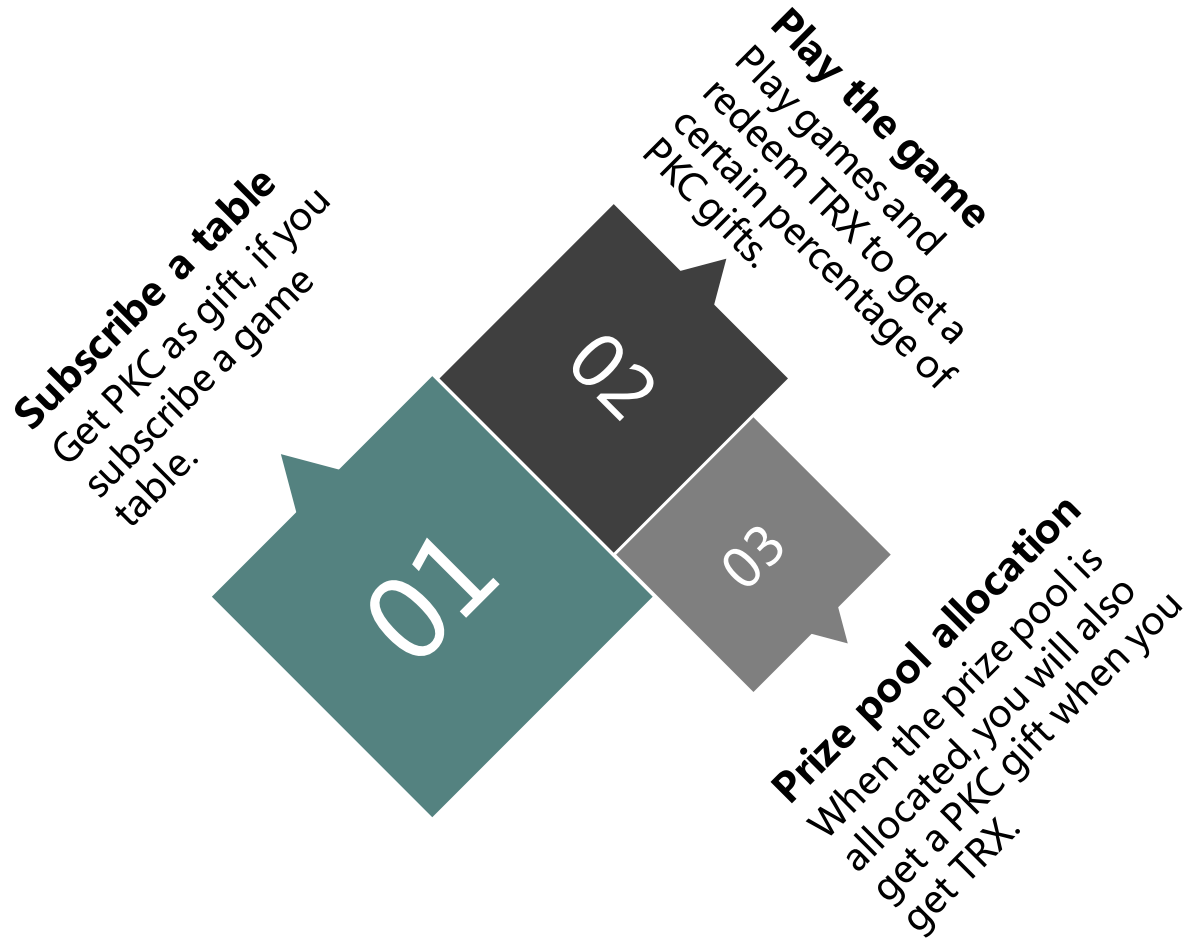 Subscribe a table
Get PKC as gift, if you
subscribe a game
table.
01
Play the game
Play games and
redeem TRX to get a
certain percentage of
PKC gifts.
02
Prize pool allocation
When the prize pool is
allocated, you will also
get a PKC gift when you
get TRX.
03